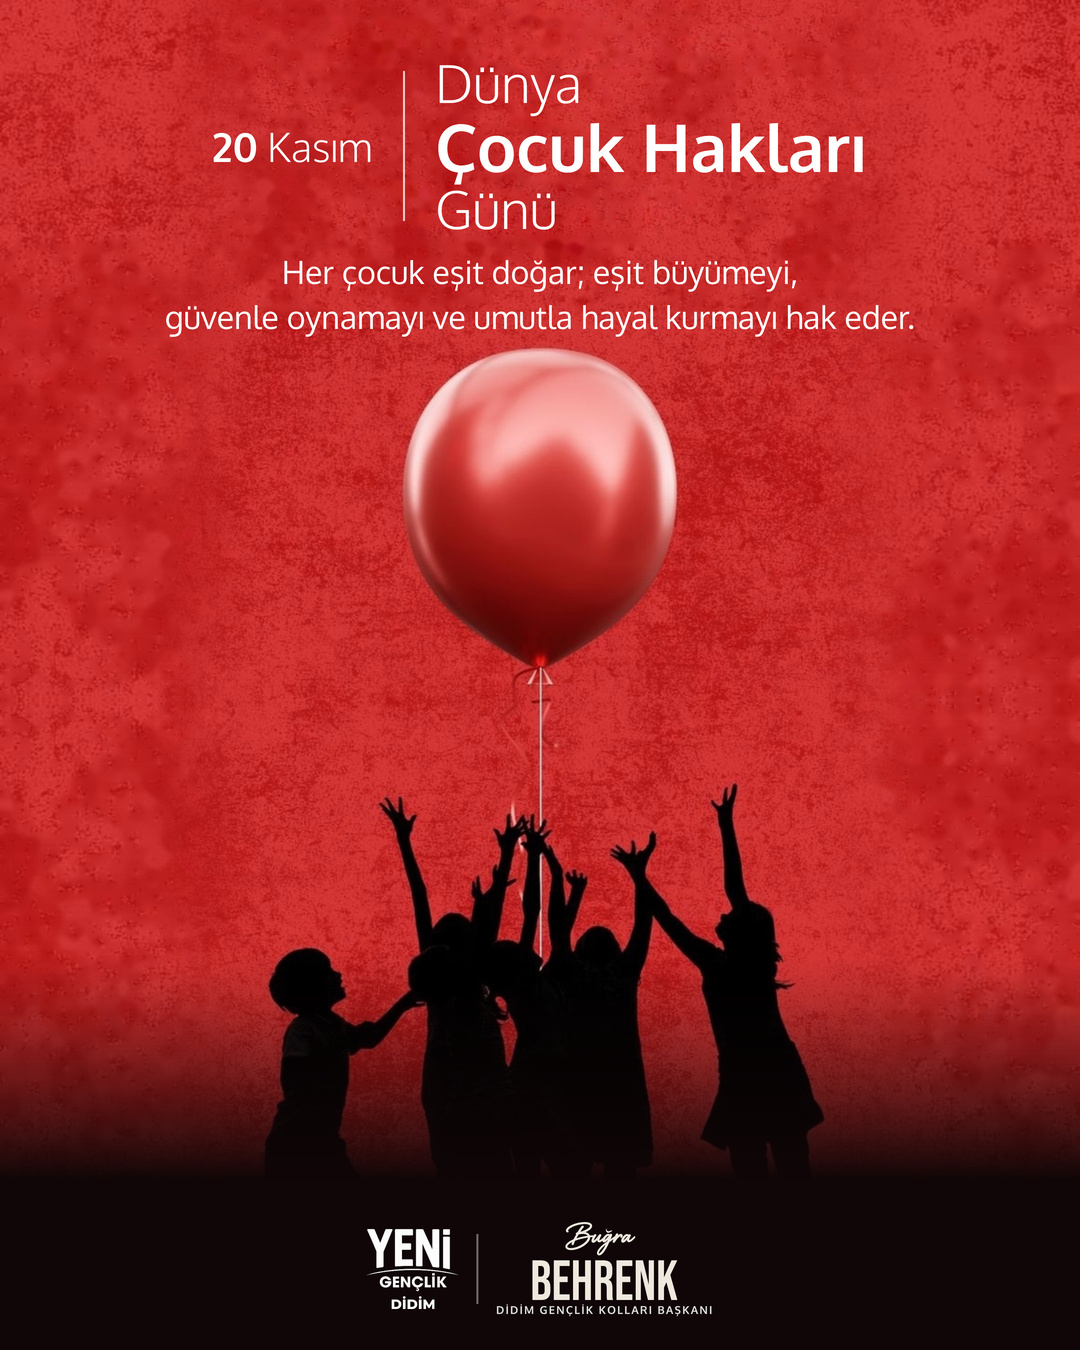 20 Kasım
Dünya
Çocuk Hakları
Günü
Her çocuk eşit doğar; eşit büyümeyi,
güvenle oynamayı ve umutla hayal kurmayı hak eder.
YENi
GENÇLİK
DİDİM
Buğra
BEHRENK
DİDİM GENÇLİK KOLLARI BAŞKANI